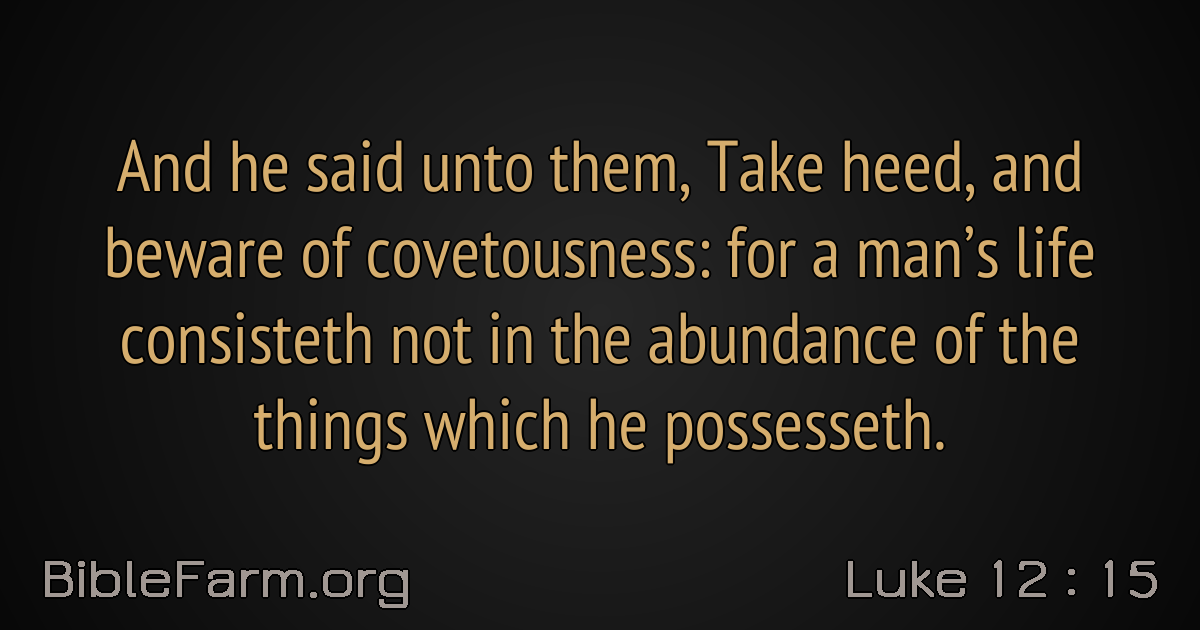 And he said unto them, Take heed, and
beware of covetousness: for a man’s life
consisteth not in the abundance of the
things which he possesseth.
BibleFarm.org
Luke 12 : 15